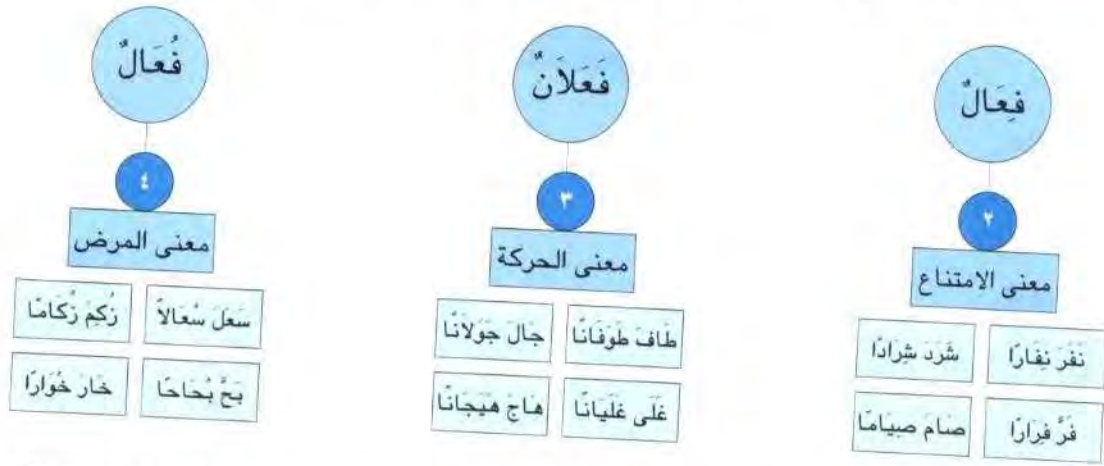 فِعَالٌ
٢
معنى الامتناع
نَفَرَ نِفَارًا
شَرَدَ شِرَادًا
فَرَّ فِرَارًا
صَامَ صِيَامًا
فَعَلَانٌ
٣
معنى الحركة
طَافَ طَوَفَانًا
جَالَ جَوَلَانًا
غَلَى غَلَيَانًا
هَاجَ هَيَجَانًا
فُعَالٌ
٤
معنى المرض
سَعَلَ سُعَالاً
زُكِمَ زُكَامًا
بَحَّ بُحَاحًا
خَارَ خُوَارًا